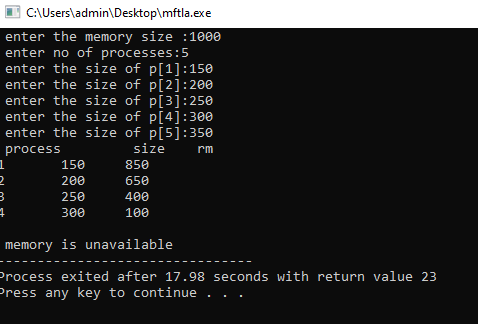 C:\Users\admin\Desktop\mftla.exe
enter the memory size :1000
enter no of processes:5
enter the size of p[1]:150
enter the size of p[2]:200
enter the size of p[3]:250
enter the size of p[4]:300
enter the size of p[5]:350
process size rm
1 150 850
2 200 650
3 250 400
4 300 100
memory is unavailable
--------------------------------
Process exited after 17.98 seconds with return value 23
Press any key to continue . . .